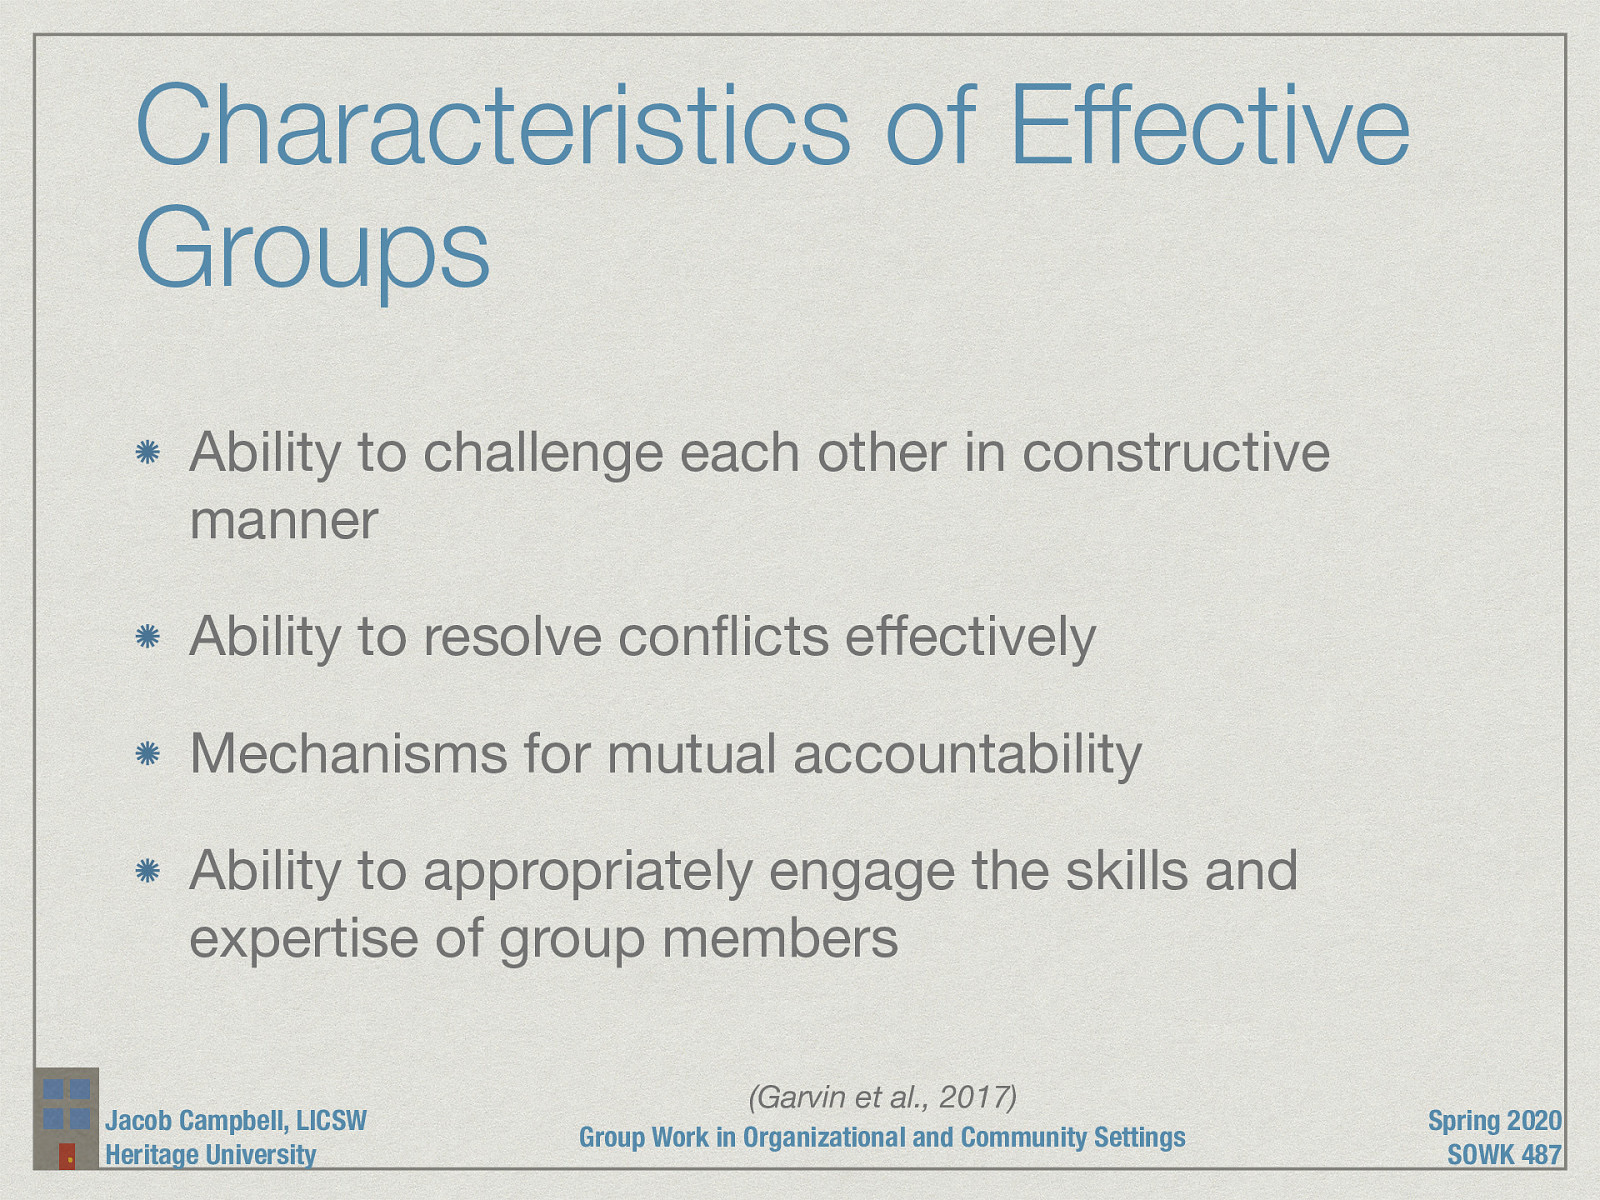 Characteristics of Effective
Groups
Ability to challenge each other in constructive
manner
Ability to resolve conflicts effectively
Mechanisms for mutual accountability
Ability to appropriately engage the skills and
expertise of group members
(Garvin et al., 2017)
Jacob Campbell, LICSW
Heritage University
Group Work in Organizational and Community Settings
Spring 2020
SOWK 487